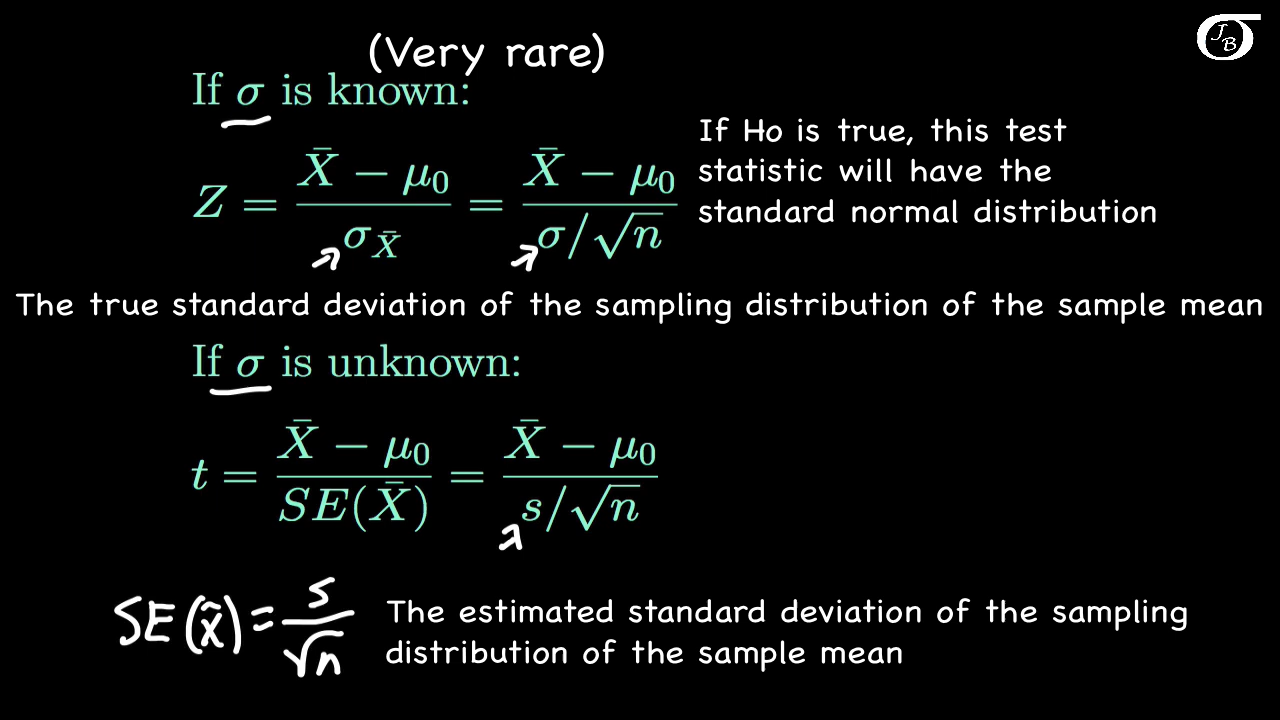 JB
(Very rare)
If σ is known:
Z = (X̄ − μ₀) / σ_X̄ = (X̄ − μ₀) / (σ/√n)
If Ho is true, this test
statistic will have the
standard normal distribution
The true standard deviation of the sampling distribution of the sample mean
If σ is unknown:
t = (X̄ − μ₀) / SE(X̄) = (X̄ − μ₀) / (s/√n)
SE(x̄) = s/√n
The estimated standard deviation of the sampling
distribution of the sample mean